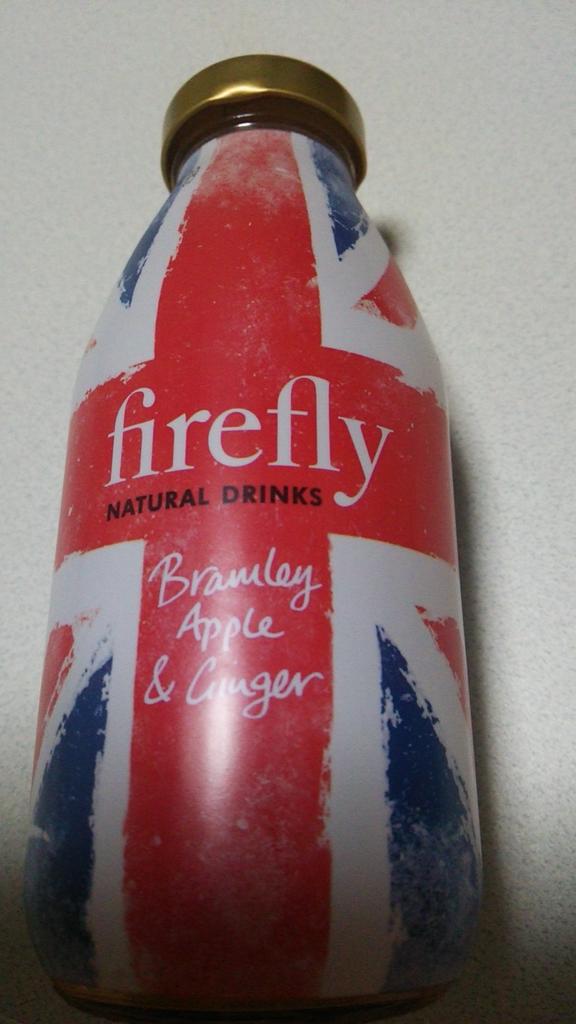 firefly
NATURAL DRINKS
Bramley
Apple
& Ginger